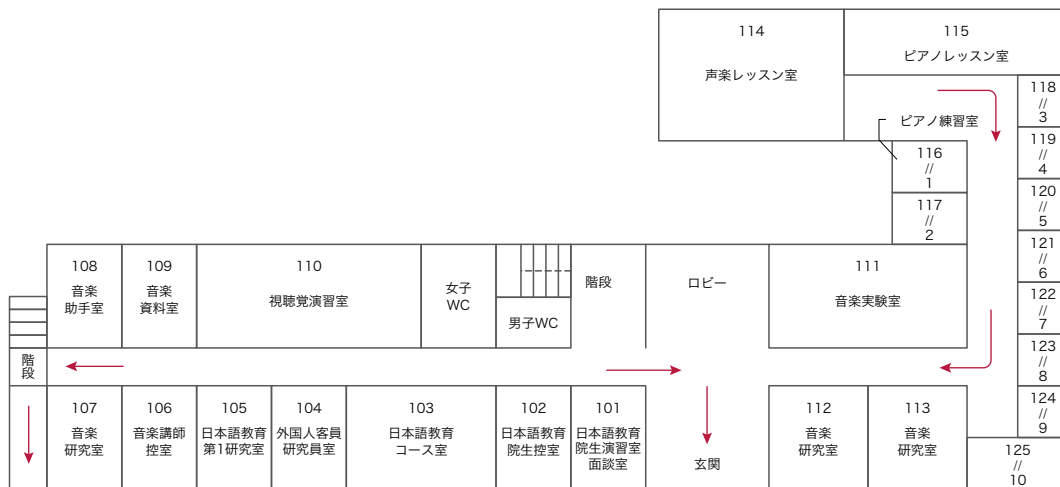 114
声楽レッスン室
115
ピアノレッスン室
118
//
3
ピアノ練習室
119
//
4
116
//
1
120
//
5
117
//
2
121
//
6
108
音楽
助手室
109
音楽
資料室
110
視聴覚演習室
女子
WC
男子WC
階段
ロビー
111
音楽実験室
122
//
7
123
//
8
階段
124
//
9
107
音楽
研究室
106
音楽講師
控室
105
日本語教育
第1研究室
104
外国人客員
研究員室
103
日本語教育
コース室
102
日本語教育
院生控室
101
日本語教育
院生演習室
面談室
玄関
112
音楽
研究室
113
音楽
研究室
125
//
10